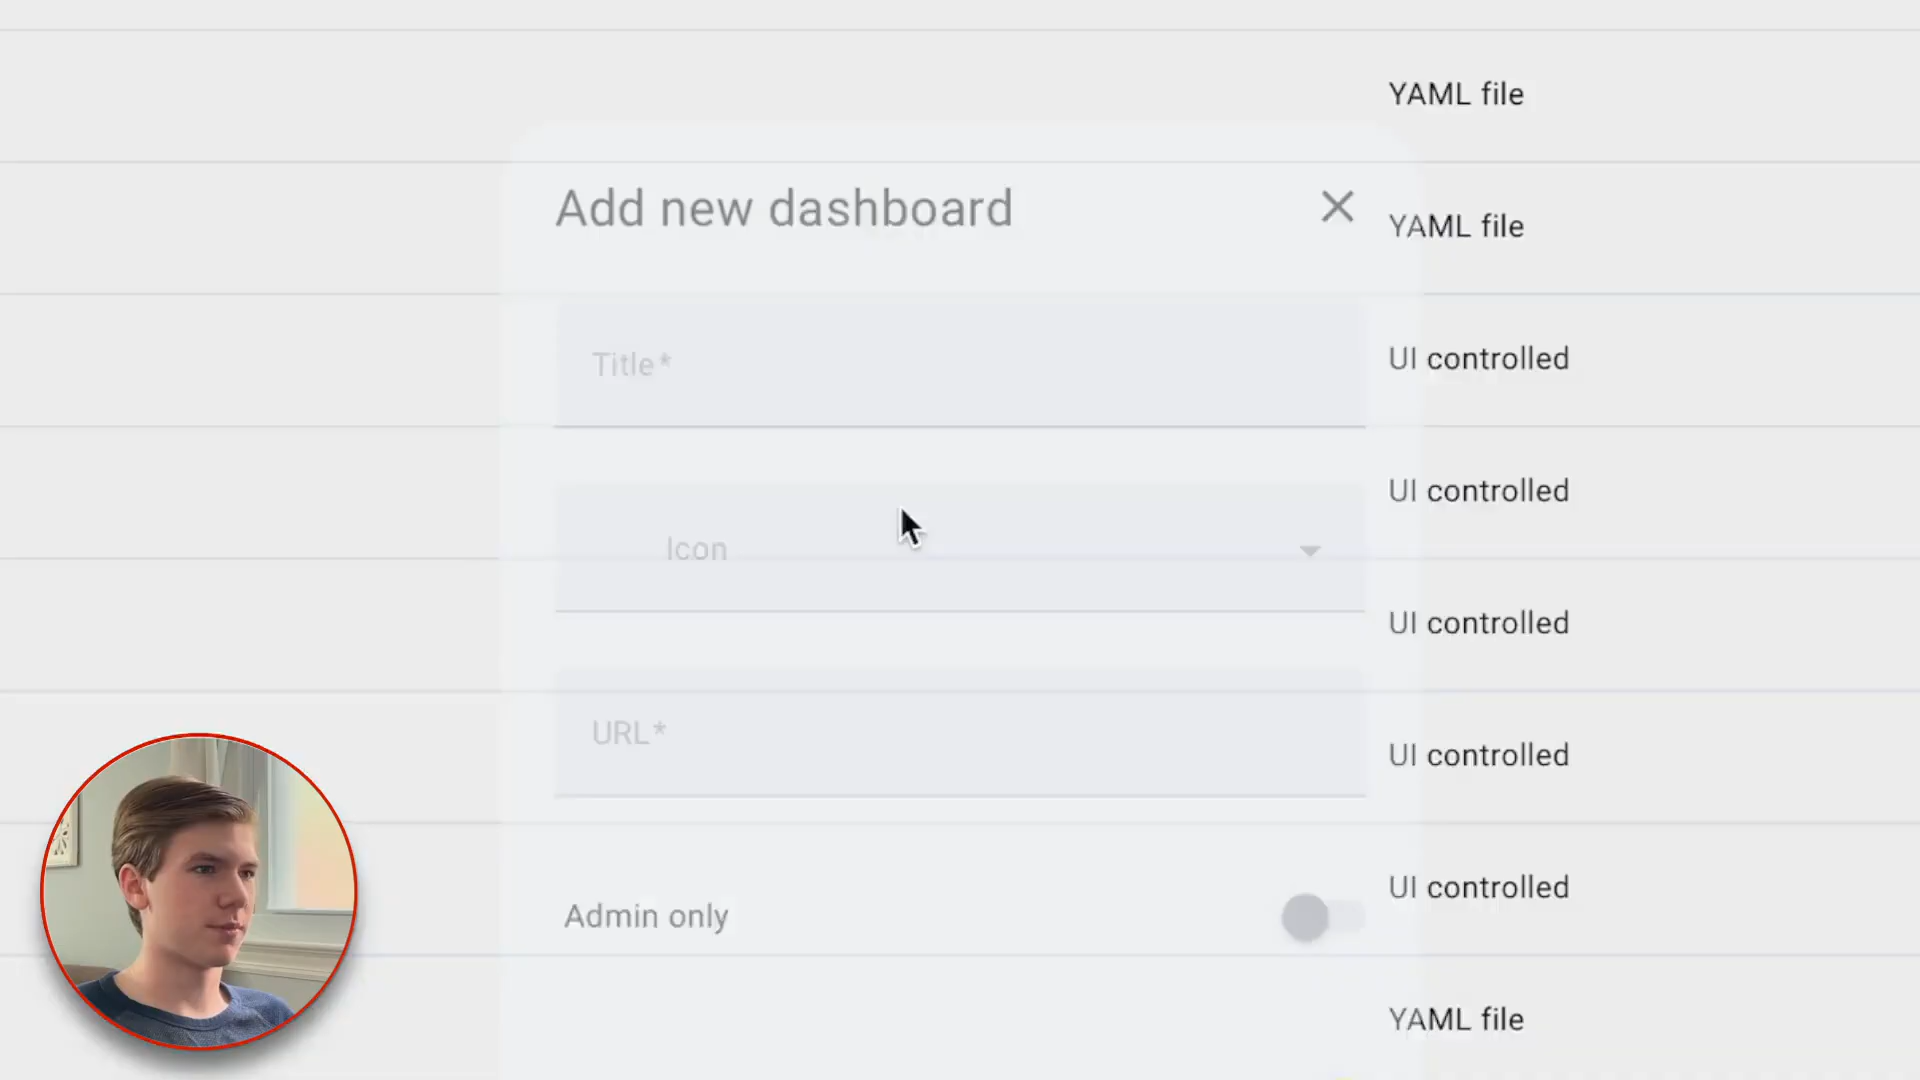 YAML file
Add new dashboard
YAML file
Title*
UI controlled
UI controlled
Icon
UI controlled
URL*
UI controlled
UI controlled
Admin only
YAML file